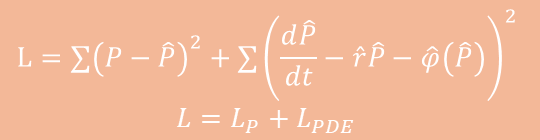 L = ∑(P − P̂)² + ∑(dP̂/dt − r̂P̂ − φ̂(P̂))²
L = L_P + L_PDE